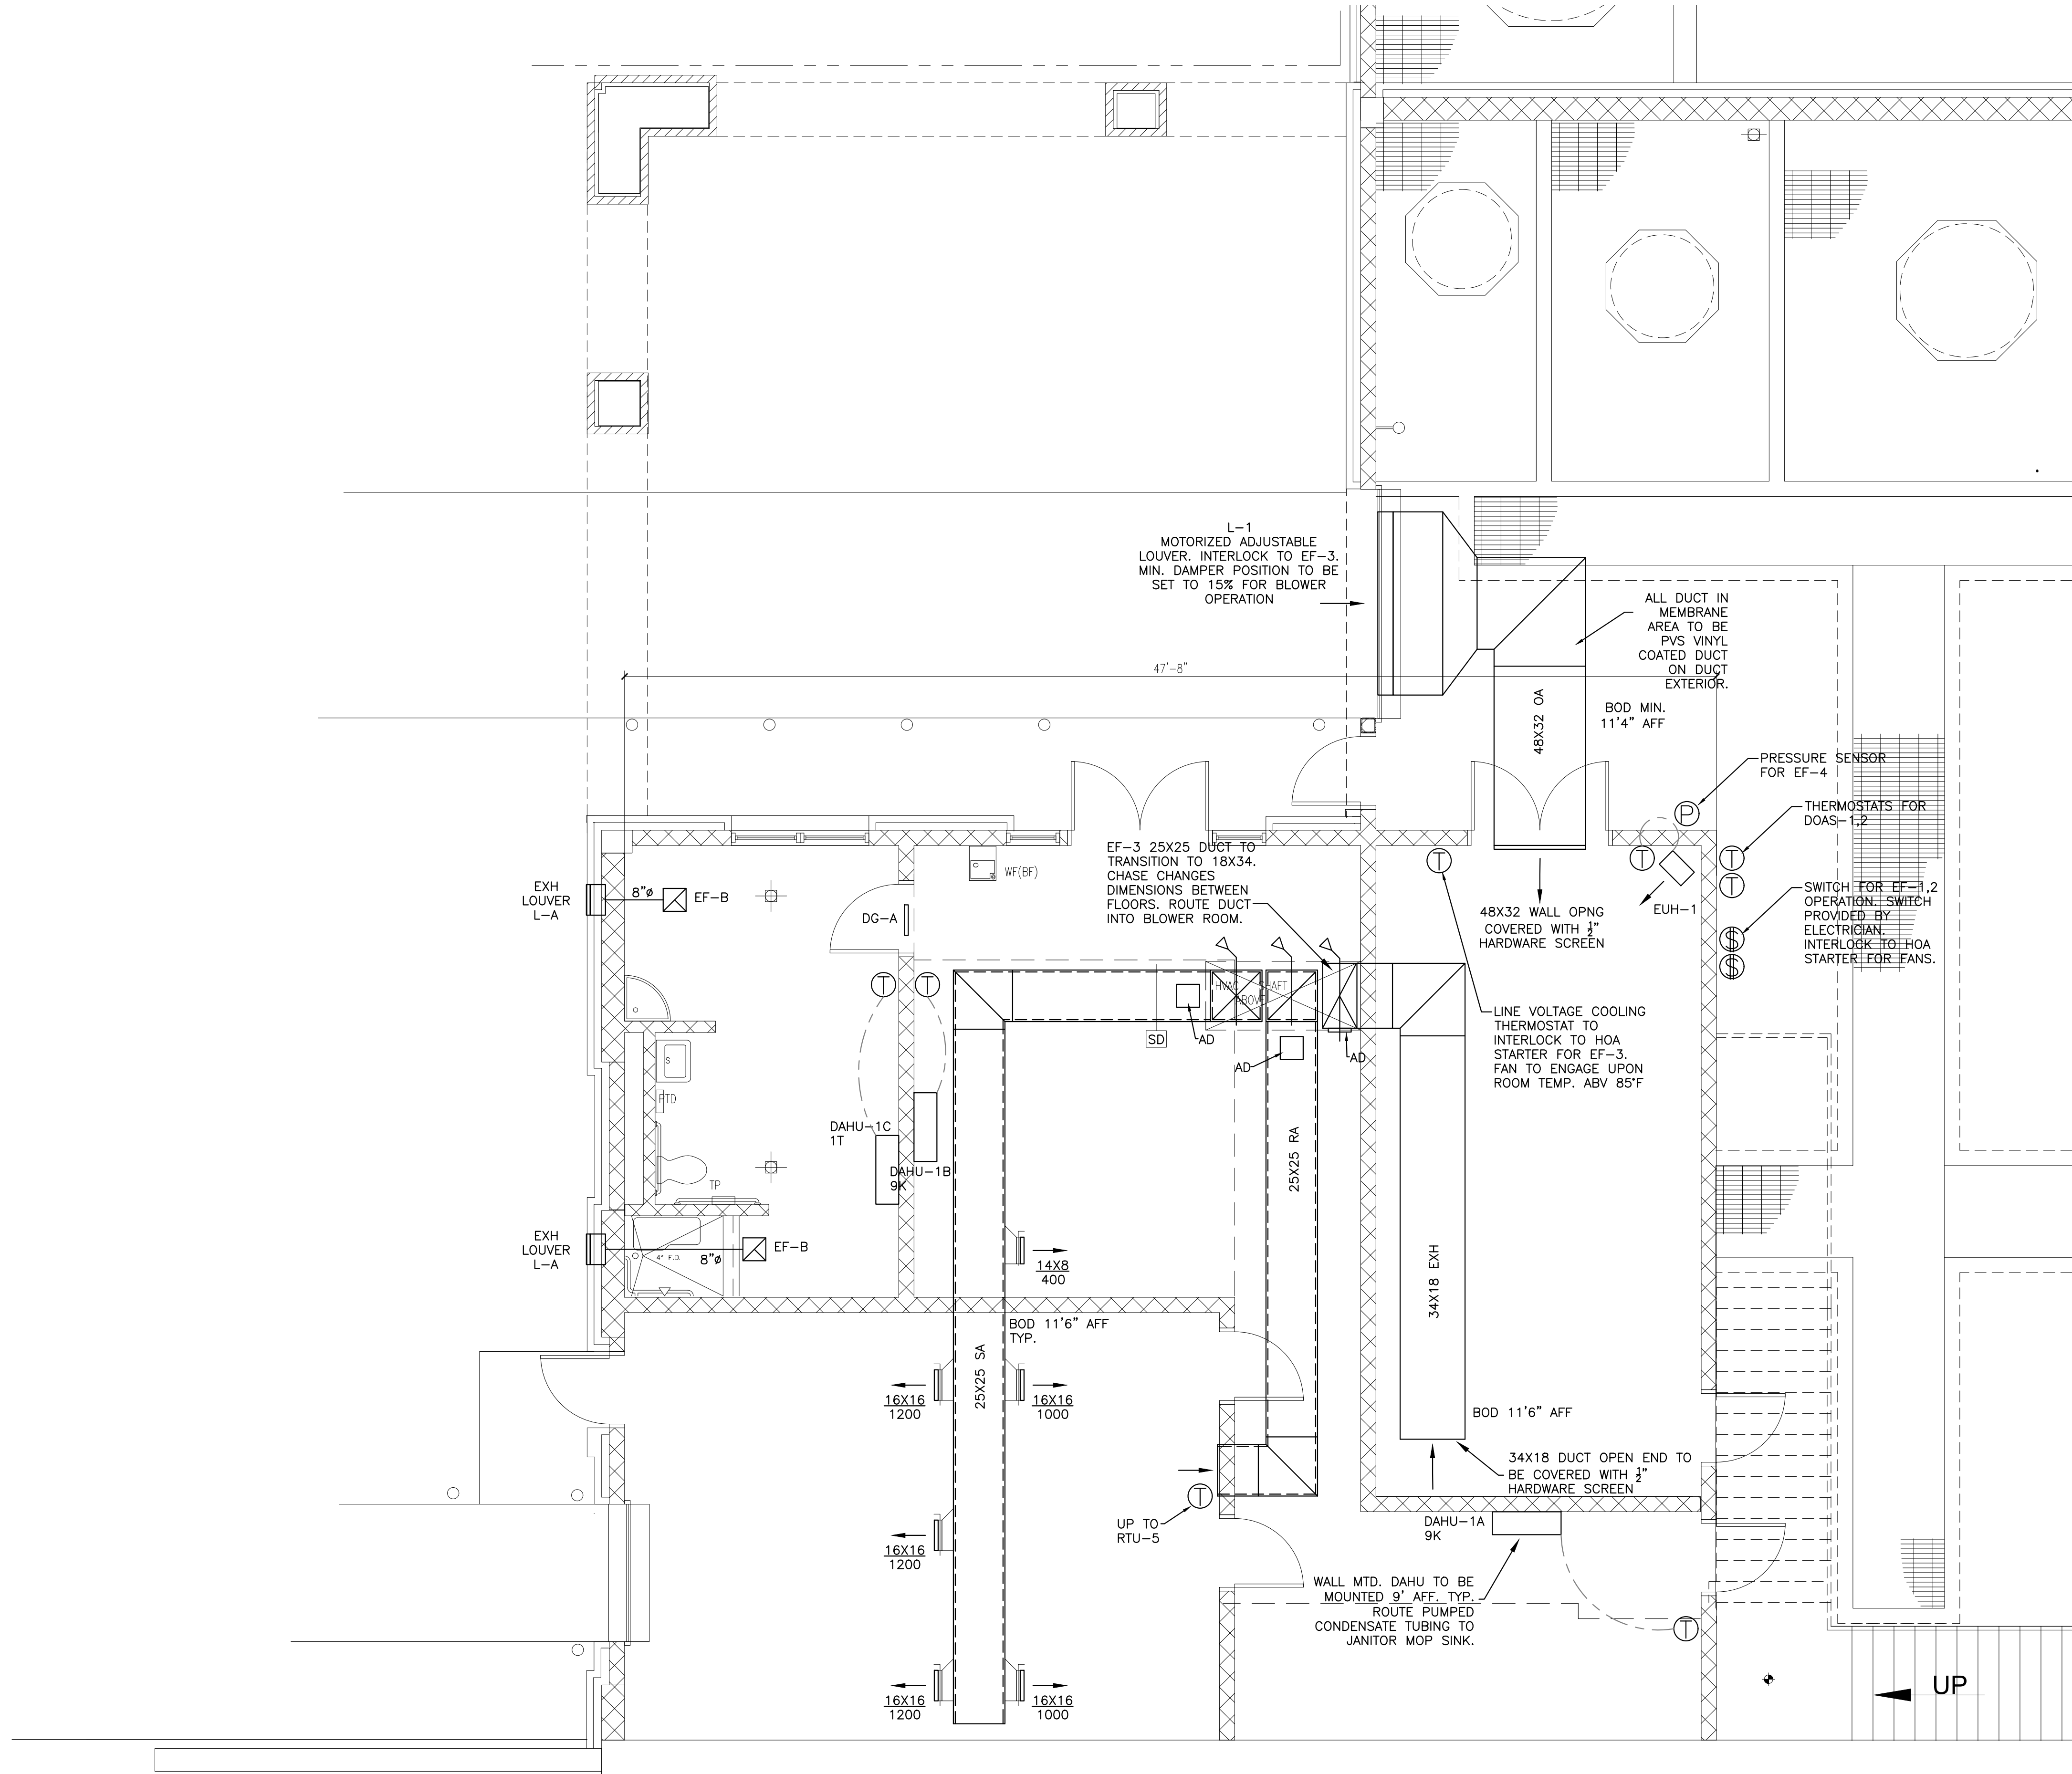 L-1
MOTORIZED ADJUSTABLE
LOUVER. INTERLOCK TO EF-3.
MIN. DAMPER POSITION TO BE
SET TO 15% FOR BLOWER
OPERATION
ALL DUCT IN
MEMBRANE
AREA TO BE
PVS VINYL
COATED DUCT
ON DUCT
EXTERIOR.
47'-8"
48X32 OA
BOD MIN.
11'4" AFF
PRESSURE SENSOR
FOR EF-4
P
THERMOSTATS FOR
DOAS-1,2
T
T
T
T
SWITCH FOR EF-1,2
OPERATION. SWITCH
PROVIDED BY
ELECTRICIAN.
INTERLOCK TO HOA
STARTER FOR FANS.
$
$
EUH-1
48X32 WALL OPNG
COVERED WITH ½"
HARDWARE SCREEN
EF-3 25X25 DUCT TO
TRANSITION TO 18X34.
CHASE CHANGES
DIMENSIONS BETWEEN
FLOORS. ROUTE DUCT
INTO BLOWER ROOM.
WF(BF)
DG-A
EXH
LOUVER
L-A
8"ø
EF-B
T
T
HVAC SHAFT
ABOVE
LINE VOLTAGE COOLING
THERMOSTAT TO
INTERLOCK TO HOA
STARTER FOR EF-3.
FAN TO ENGAGE UPON
ROOM TEMP. ABV 85°F
SD
AD
AD
AD
S
PTD
TP
DAHU-1C
1T
DAHU-1B
9K
25X25 RA
34X18 EXH
EXH
LOUVER
L-A
4" F.D.
8"ø
EF-B
14X8
400
BOD 11'6" AFF
TYP.
25X25 SA
16X16
1200
16X16
1000
BOD 11'6" AFF
34X18 DUCT OPEN END TO
BE COVERED WITH ½"
HARDWARE SCREEN
T
UP TO
RTU-5
DAHU-1A
9K
16X16
1200
WALL MTD. DAHU TO BE
MOUNTED 9' AFF. TYP.
ROUTE PUMPED
CONDENSATE TUBING TO
JANITOR MOP SINK.
T
16X16
1200
16X16
1000
UP